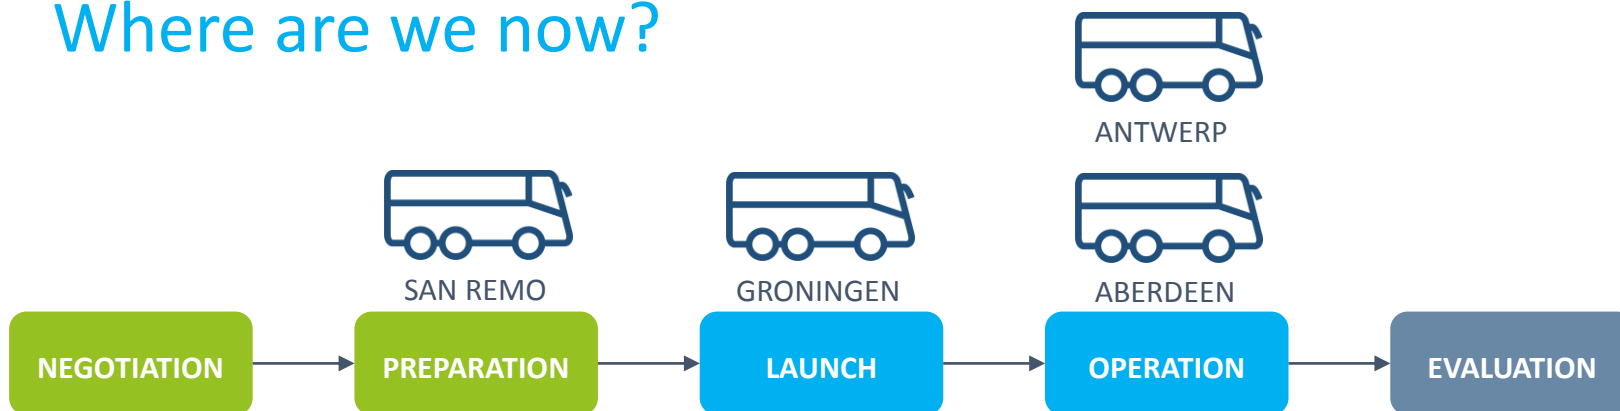 Where are we now?
ANTWERP
SAN REMO
GRONINGEN
ABERDEEN
NEGOTIATION
PREPARATION
LAUNCH
OPERATION
EVALUATION